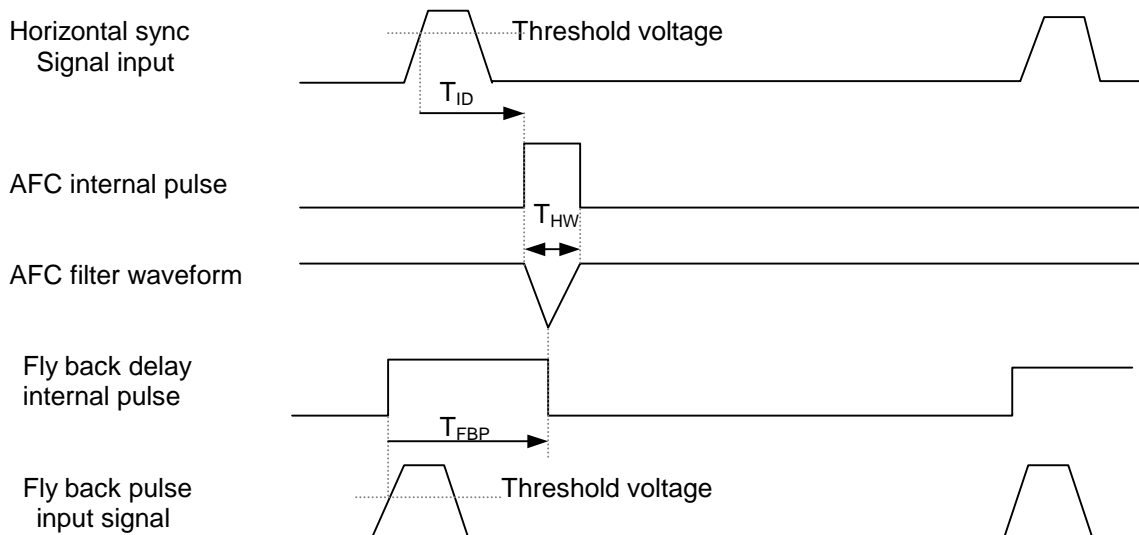 Horizontal sync
Signal input
Threshold voltage
T_ID
AFC internal pulse
T_HW
AFC filter waveform
Fly back delay
internal pulse
T_FBP
Fly back pulse
input signal
Threshold voltage